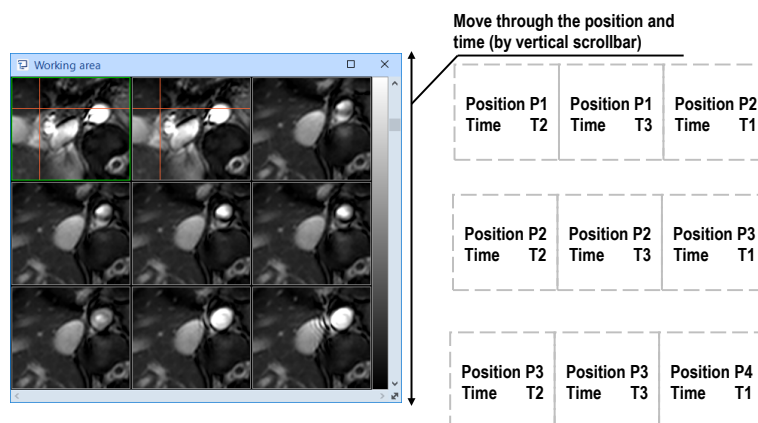 Move through the position and
time (by vertical scrollbar)
Working area
Position P1 Position P1 Position P2
Time T2 Time T3 Time T1
Position P2 Position P2 Position P3
Time T2 Time T3 Time T1
Position P3 Position P3 Position P4
Time T2 Time T3 Time T1